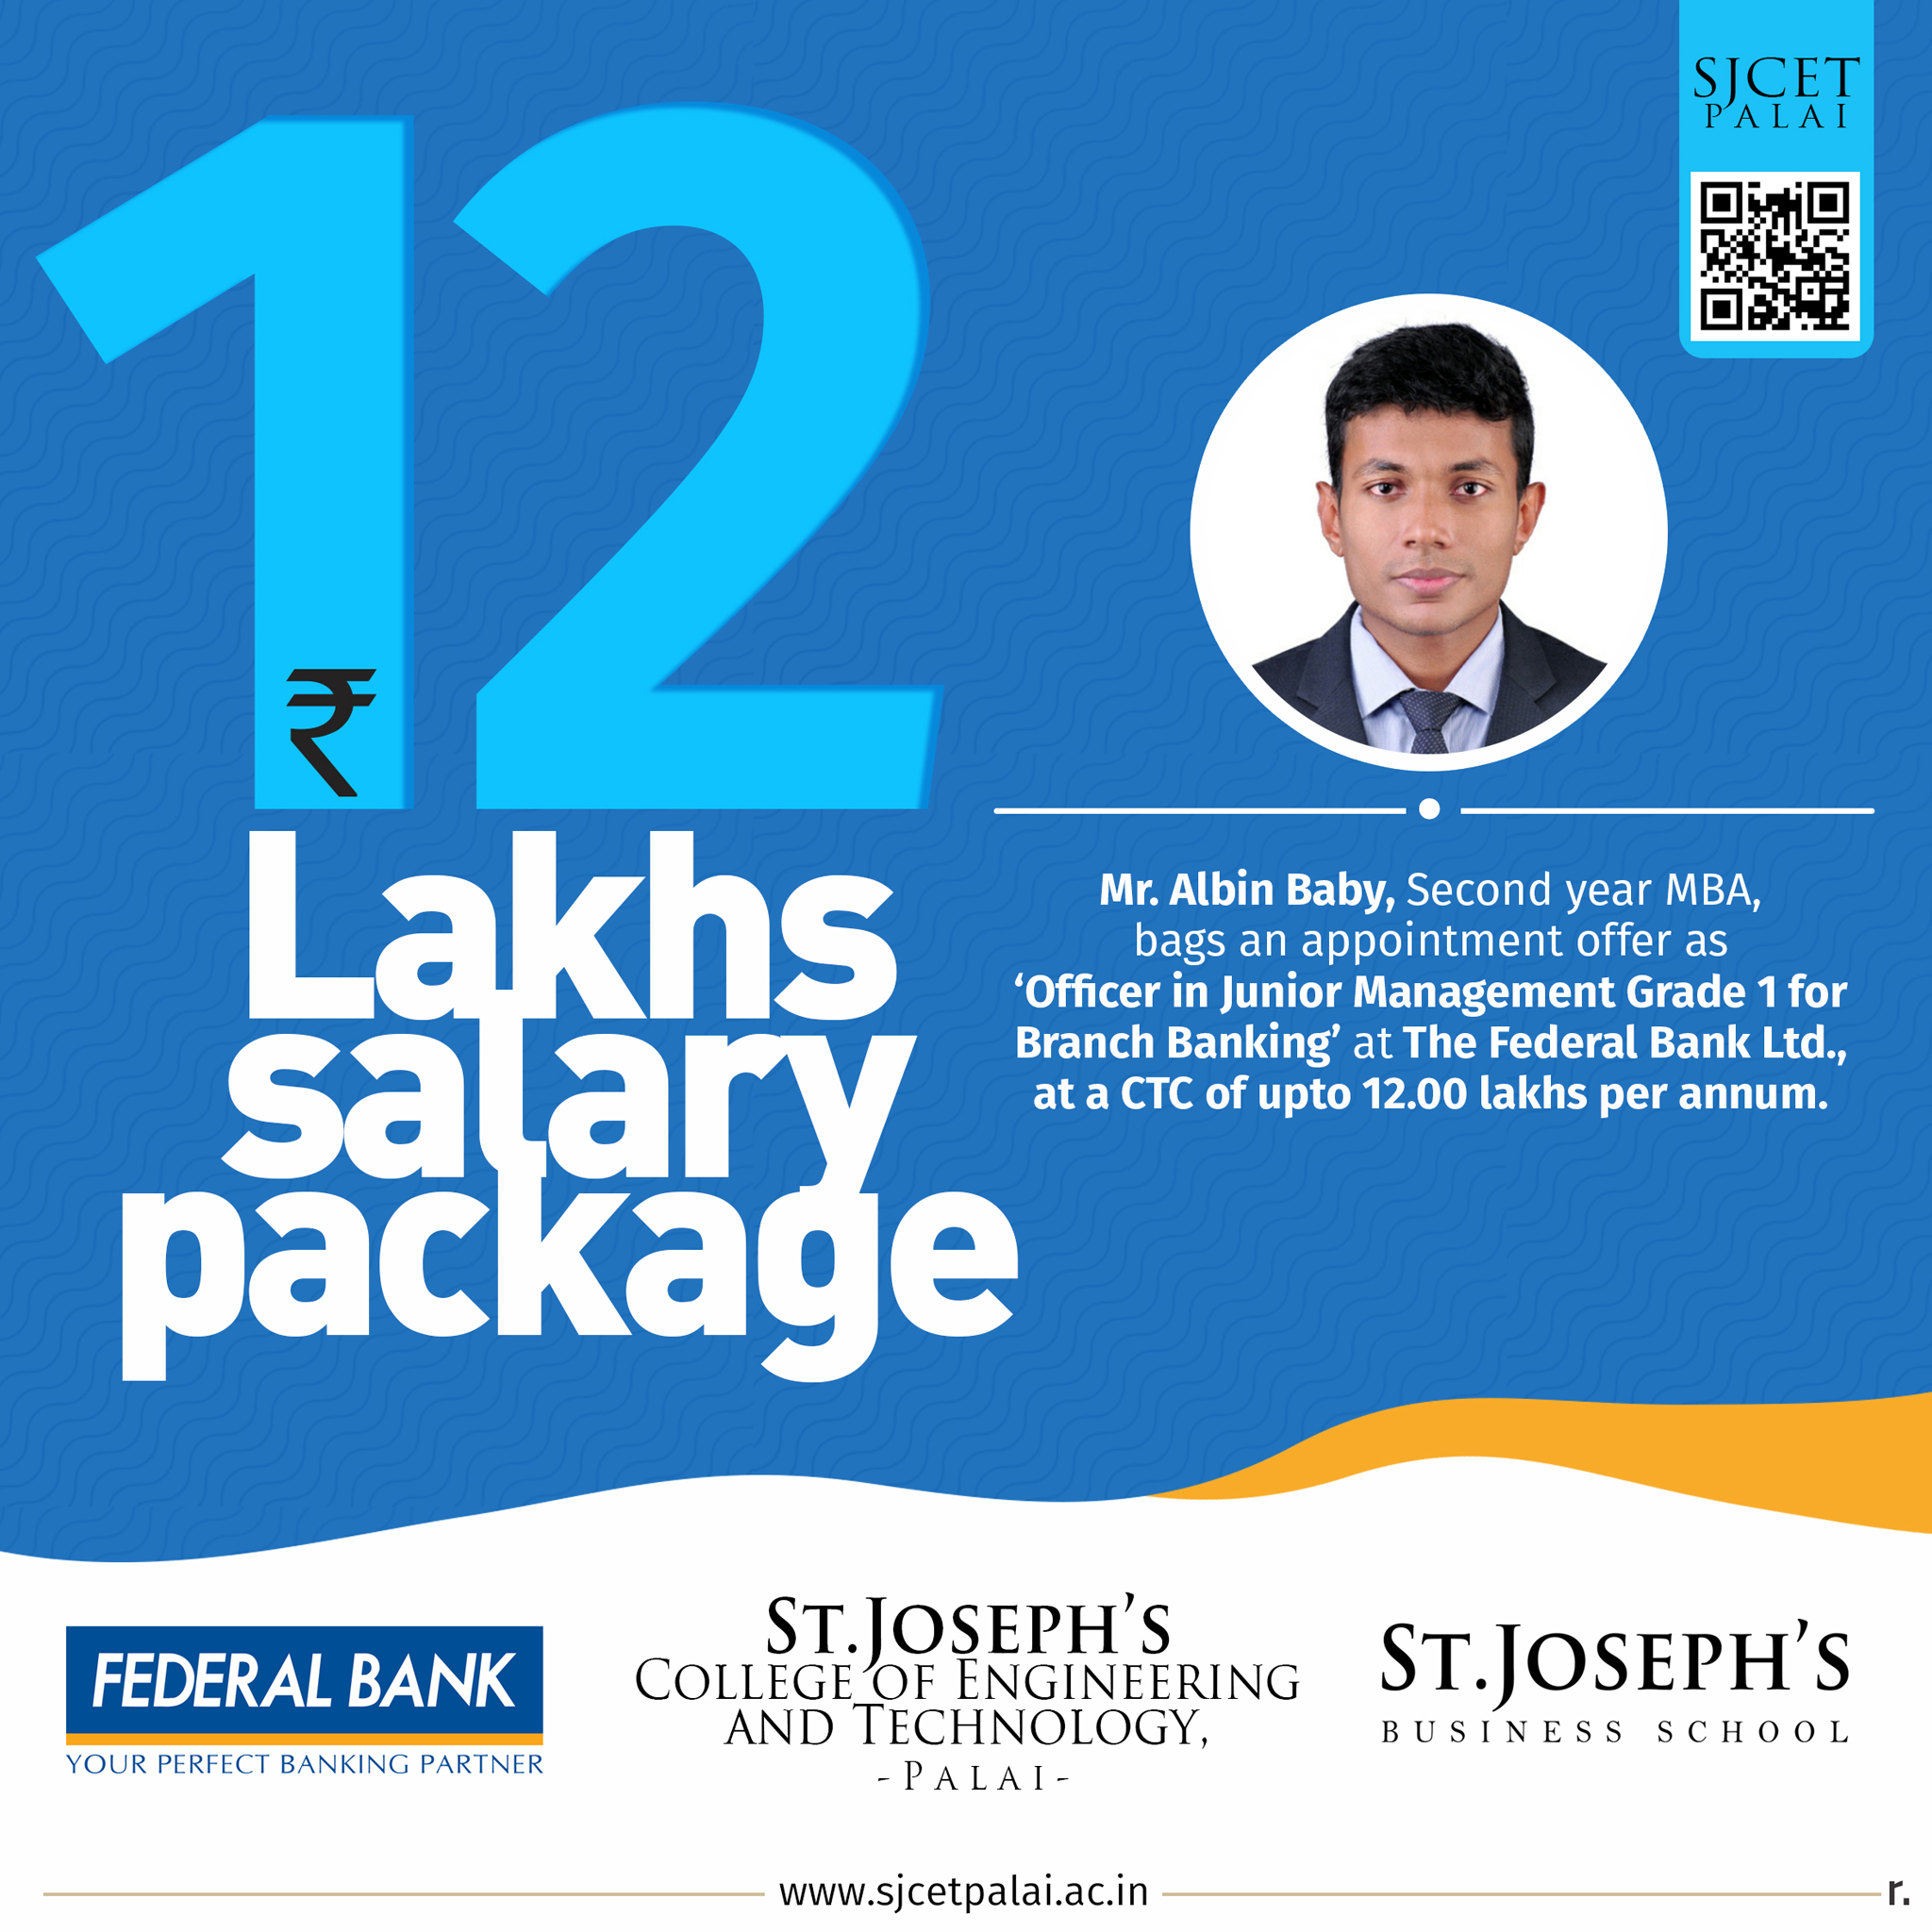 SJCET
PALAI
12
₹
Lakhs
salary
package
Mr. Albin Baby, Second year MBA,
bags an appointment offer as
‘Officer in Junior Management Grade 1 for
Branch Banking’ at The Federal Bank Ltd.,
at a CTC of upto 12.00 lakhs per annum.
FEDERAL BANK
YOUR PERFECT BANKING PARTNER
ST.JOSEPH’S
COLLEGE OF ENGINEERING
AND TECHNOLOGY,
- PALAI -
ST.JOSEPH’S
BUSINESS SCHOOL
www.sjcetpalai.ac.in
r.